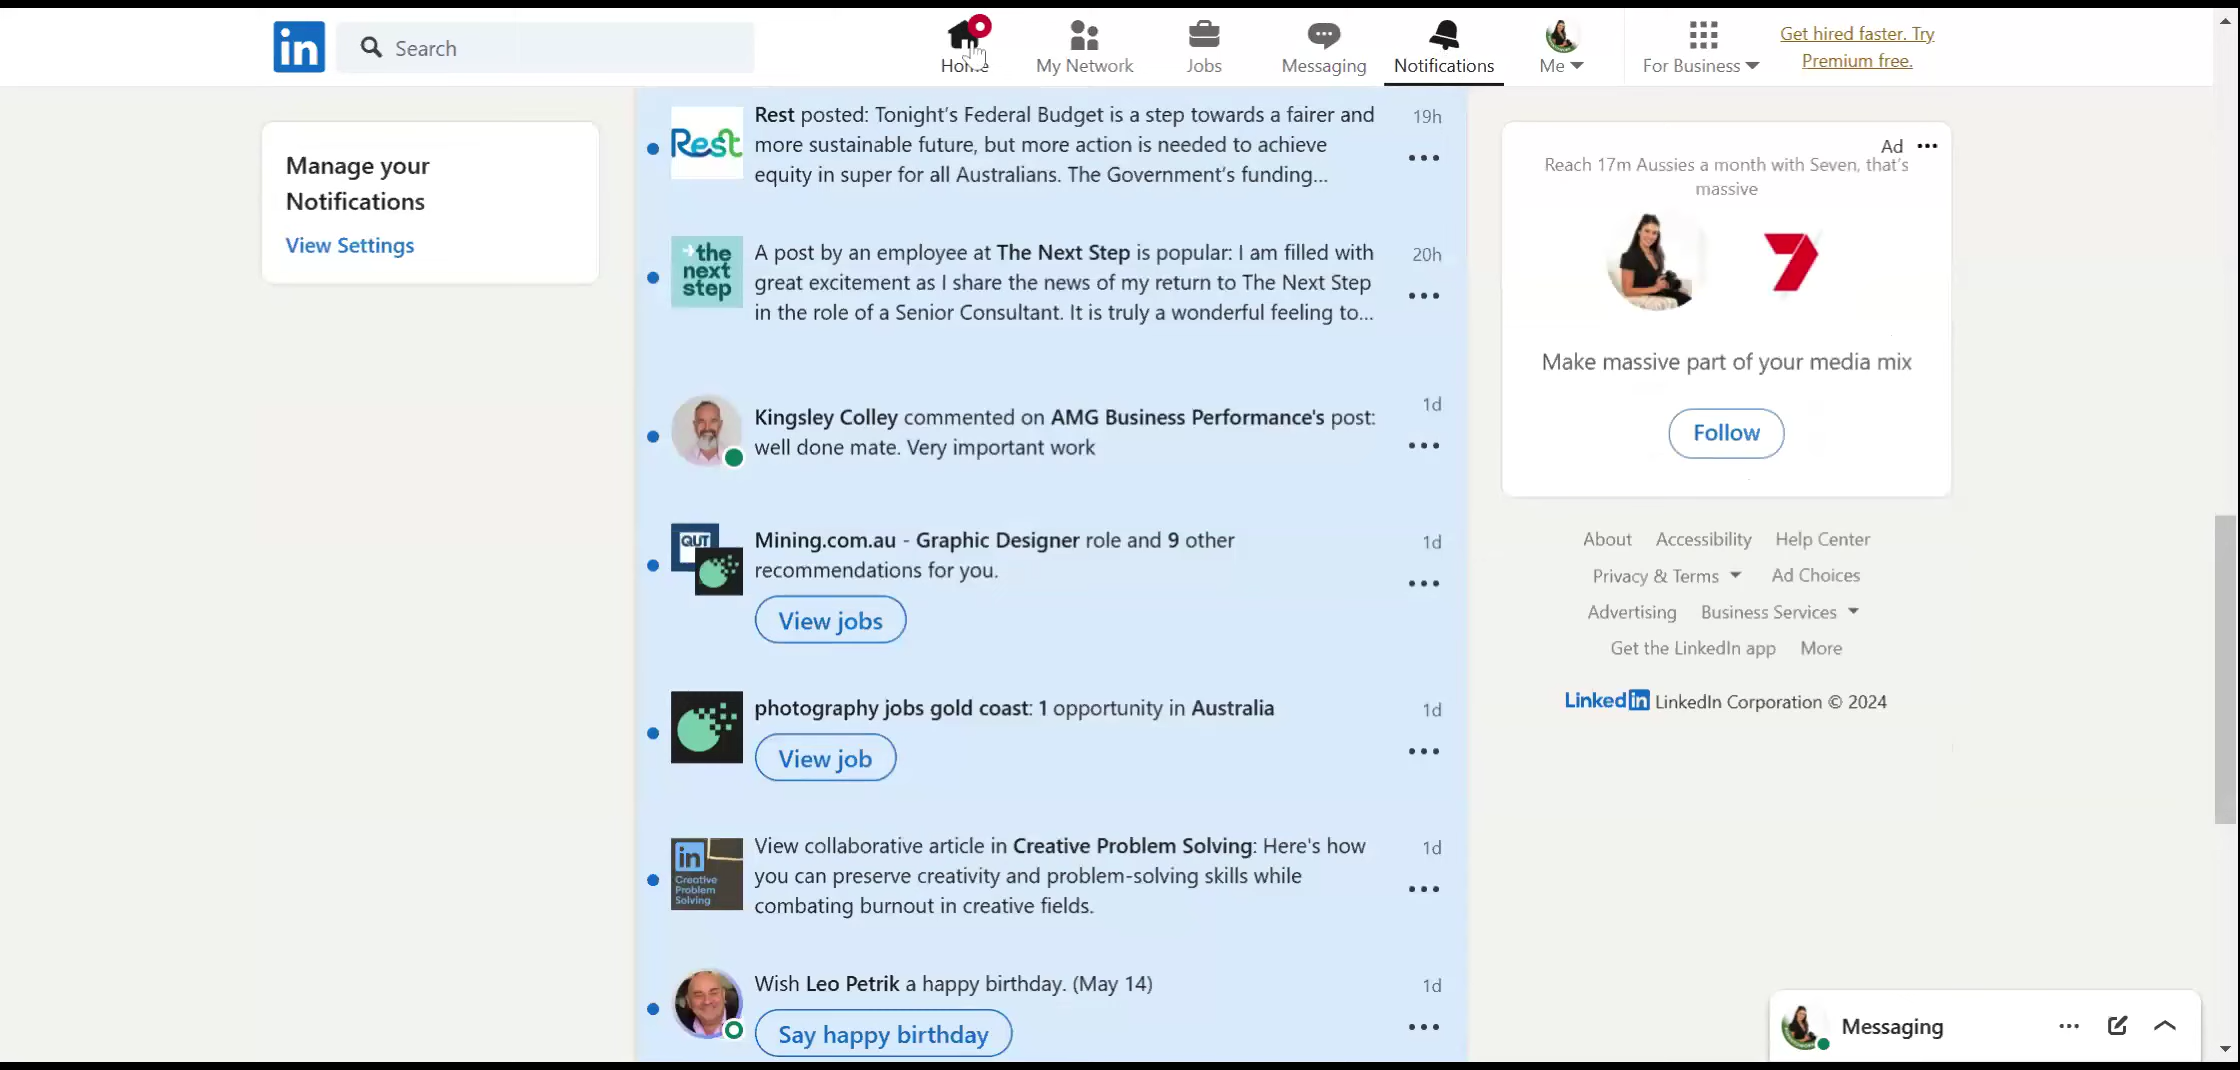 in
Search
Home
My Network
Jobs
Messaging
Notifications
Me
For Business
Get hired faster. Try
Premium free.
Manage your
Notifications
View Settings
Rest
Rest posted: Tonight's Federal Budget is a step towards a fairer and
more sustainable future, but more action is needed to achieve
equity in super for all Australians. The Government's funding...
19h
the
next
step
A post by an employee at The Next Step is popular: I am filled with
great excitement as I share the news of my return to The Next Step
in the role of a Senior Consultant. It is truly a wonderful feeling to...
20h
Kingsley Colley commented on AMG Business Performance's post:
well done mate. Very important work
1d
QUT
Mining.com.au - Graphic Designer role and 9 other
recommendations for you.
1d
View jobs
photography jobs gold coast: 1 opportunity in Australia
1d
View job
in
Creative
Problem
Solving
View collaborative article in Creative Problem Solving: Here's how
you can preserve creativity and problem-solving skills while
combating burnout in creative fields.
1d
Wish Leo Petrik a happy birthday. (May 14)
1d
Say happy birthday
Ad
Reach 17m Aussies a month with Seven, that's
massive
7
Make massive part of your media mix
Follow
About Accessibility Help Center
Privacy & Terms Ad Choices
Advertising Business Services
Get the LinkedIn app More
LinkedIn LinkedIn Corporation © 2024
Messaging